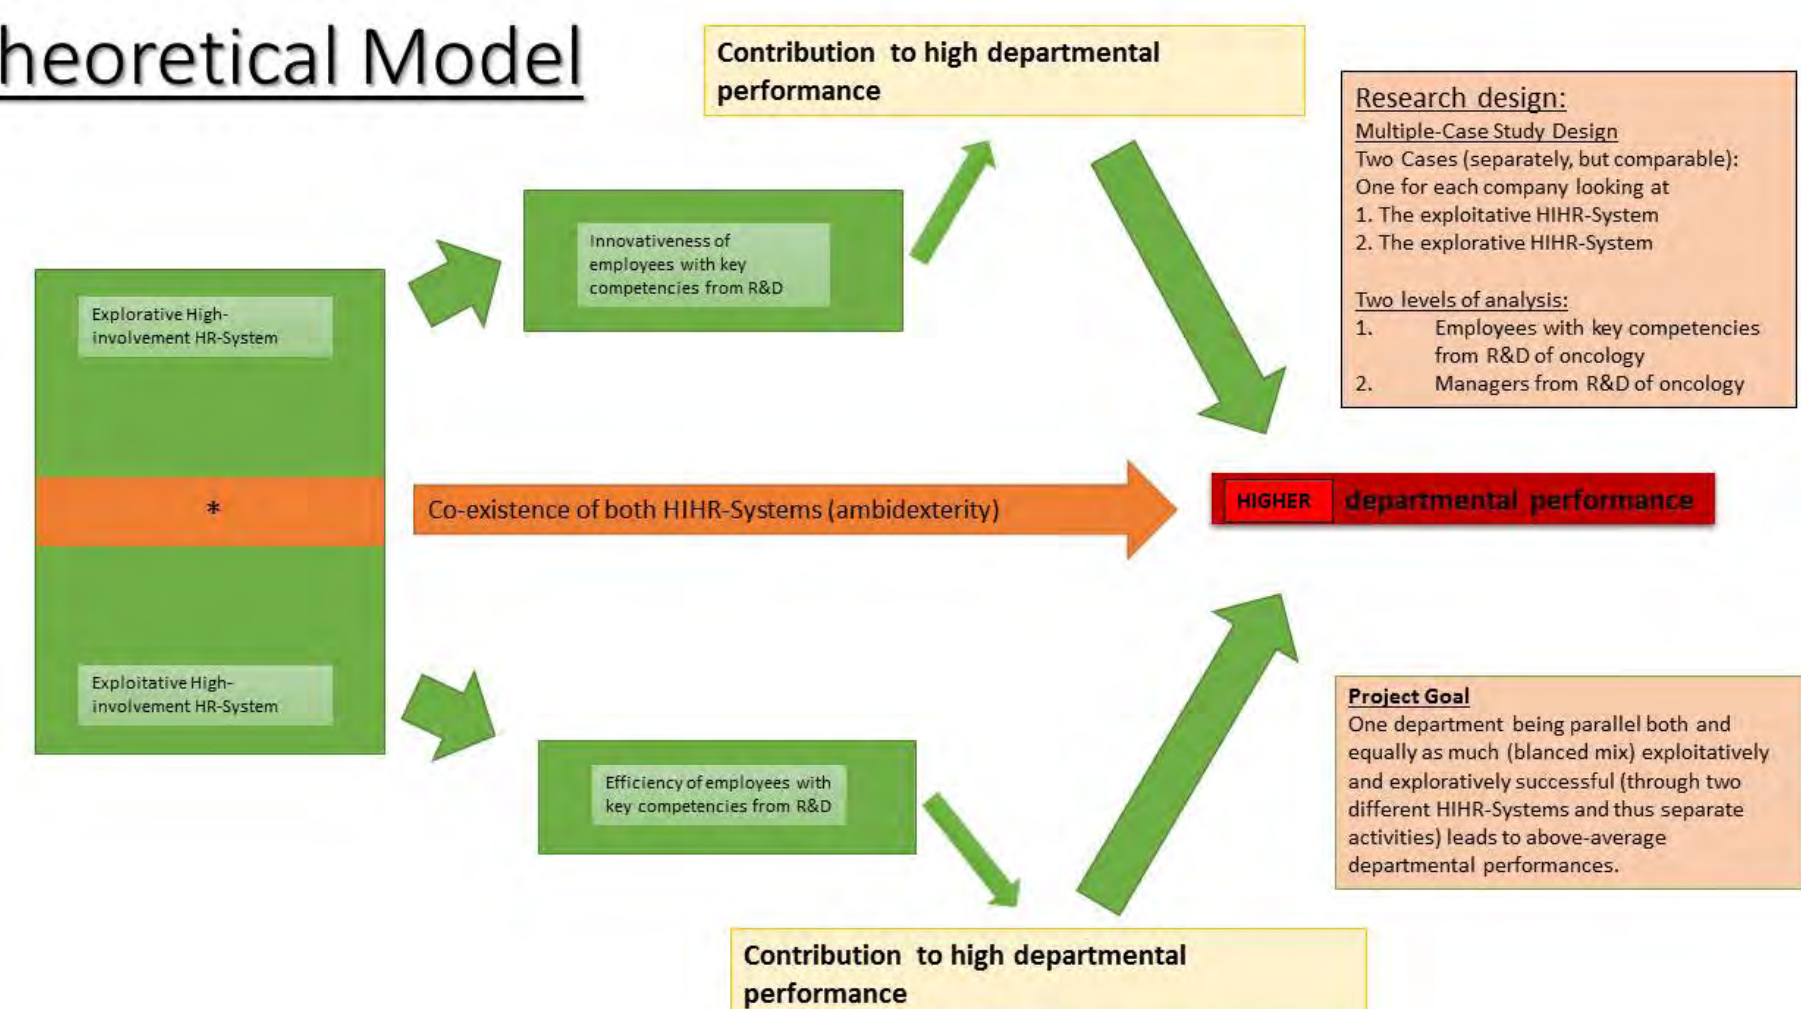 heoretical Model
Contribution to high departmental
performance
Research design:
Multiple-Case Study Design
Two Cases (separately, but comparable):
One for each company looking at
1. The exploitative HIHR-System
2. The explorative HIHR-System
Two levels of analysis:
1. Employees with key competencies
from R&D of oncology
2. Managers from R&D of oncology
Innovativeness of
employees with key
competencies from R&D
Explorative High-
involvement HR-System
*
Co-existence of both HIHR-Systems (ambidexterity)
HIGHER departmental performance
Exploitative High-
involvement HR-System
Efficiency of employees with
key competencies from R&D
Project Goal
One department being parallel both and
equally as much (blanced mix) exploitatively
and exploratively successful (through two
different HIHR-Systems and thus separate
activities) leads to above-average
departmental performances.
Contribution to high departmental
performance